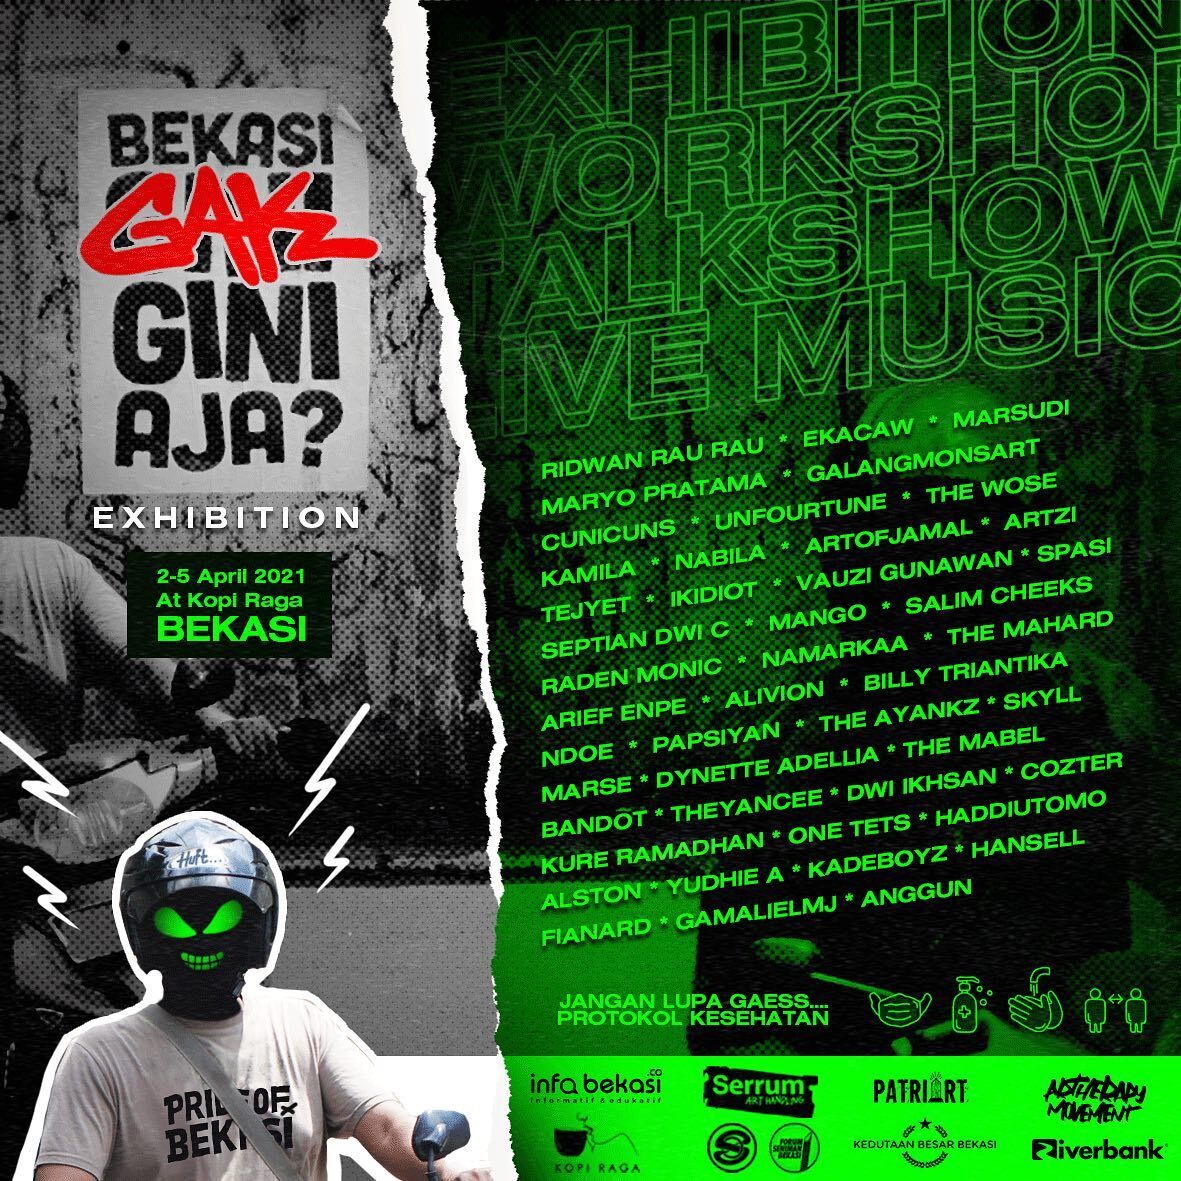 BEKASI
GAK
GINI
AJA?
EXHIBITION
2-5 April 2021
At Kopi Raga
BEKASI
Huft....
PRIDE OF
BEKASI
EXHIBITION
WORKSHOP
TALKSHOW
LIVE MUSIC
RIDWAN RAU RAU * EKACAW * MARSUDI
MARYO PRATAMA * GALANGMONSART
CUNICUNS * UNFOURTUNE * THE WOSE
KAMILA * NABILA * ARTOFJAMAL * ARTZI
TEJYET * IKIDIOT * VAUZI GUNAWAN * SPASI
SEPTIAN DWI C * MANGO * SALIM CHEEKS
RADEN MONIC * NAMARKAA * THE MAHARD
ARIEF ENPE * ALIVION * BILLY TRIANTIKA
NDOE * PAPSIYAN * THE AYANKZ * SKYLL
MARSE * DYNETTE ADELLIA * THE MABEL
BANDOT * THEYANCEE * DWI IKHSAN * COZTER
KURE RAMADHAN * ONE TETS * HADDIUTOMO
ALSTON * YUDHIE A * KADEBOYZ * HANSELL
FIANARD * GAMALIELMJ * ANGGUN
JANGAN LUPA GAESS....
PROTOKOL KESEHATAN
infobekasi.co
informatif & edukatif
Serrum
ART HANDLING
PATRIART
ARTHERAPY
MOVEMENT
KOPI RAGA
FORUM
SENIMAN
BEKASI
KEDUTAAN BESAR BEKASI
Riverbank